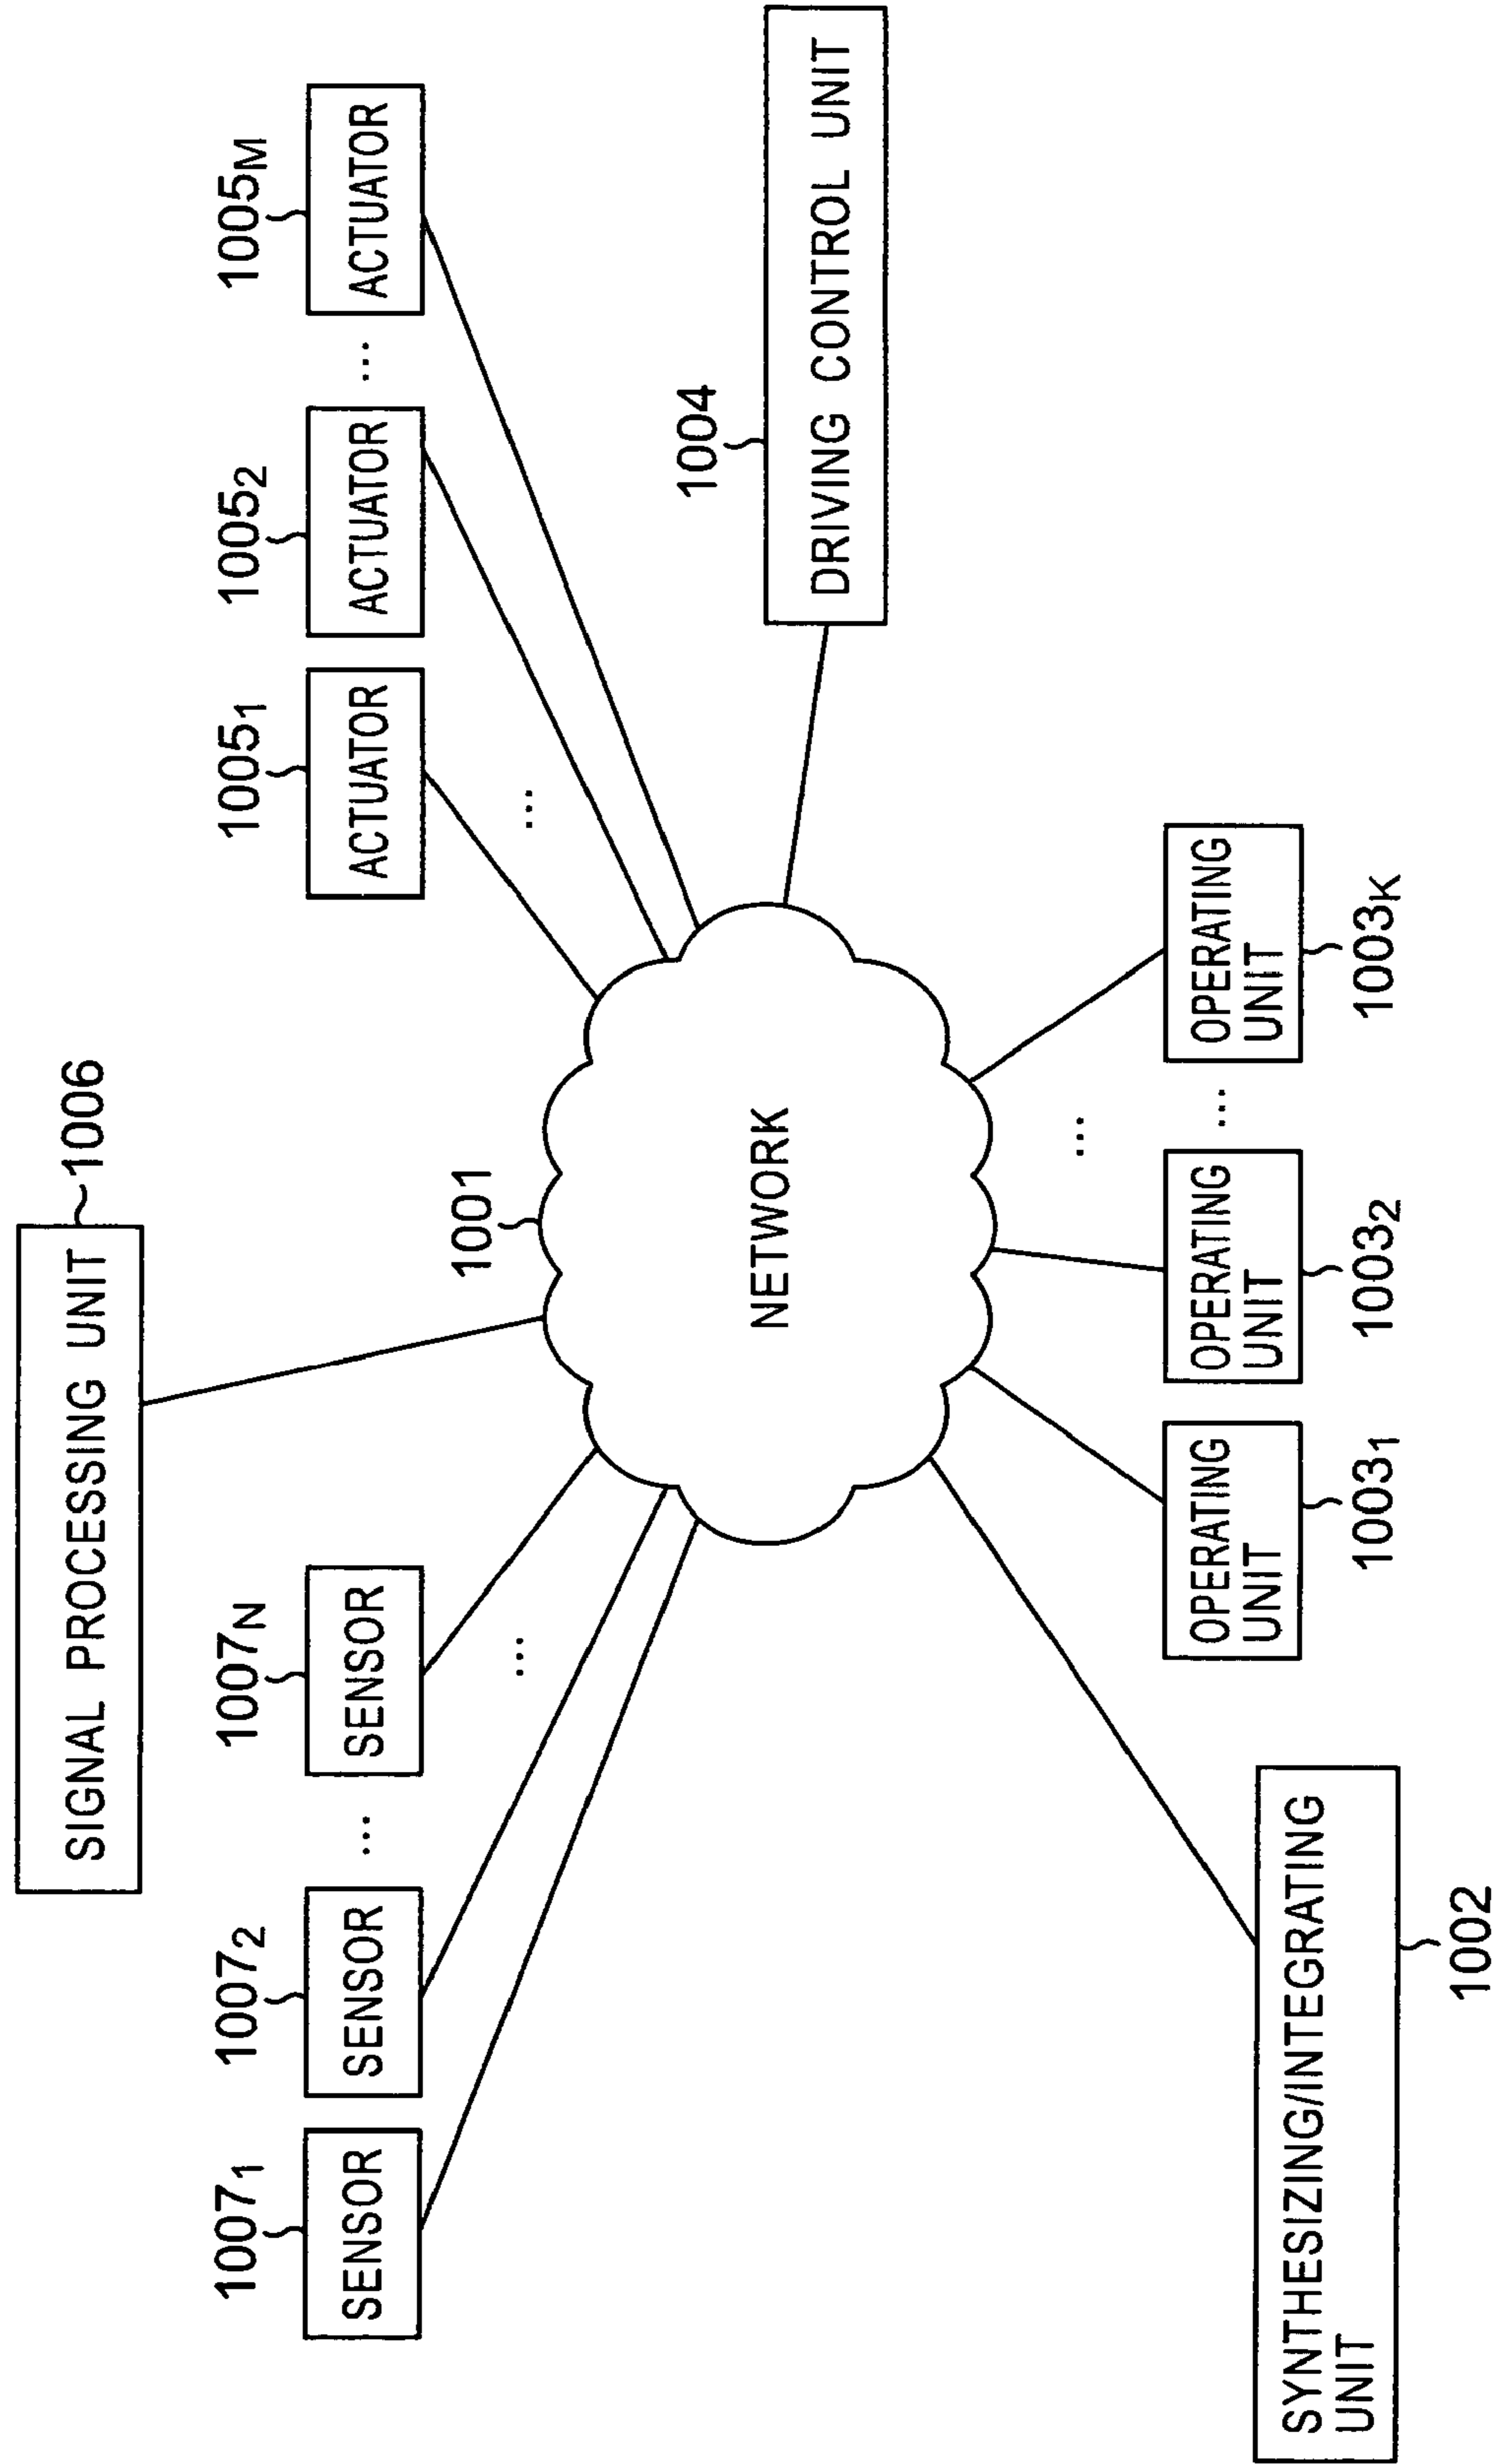 SIGNAL PROCESSING UNIT
1006
1007₁
1007₂
1007N
1005₁
1005₂
1005M
SENSOR
SENSOR
...
SENSOR
ACTUATOR
ACTUATOR
...
ACTUATOR
...
...
1001
NETWORK
1004
DRIVING CONTROL UNIT
...
OPERATING
UNIT
OPERATING
UNIT
...
OPERATING
UNIT
1003₁
1003₂
1003K
SYNTHESIZING/INTEGRATING
UNIT
1002